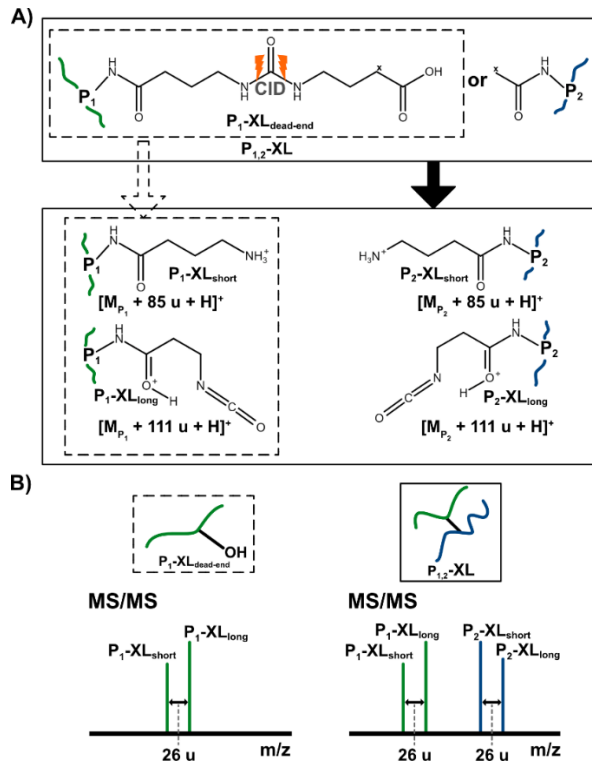 A)
H
N
P₁
O
N
H
O
CID
N
H
x
O
OH
or
x
O
H
N
P₂
P₁-XLdead-end
P₁,₂-XL
H
N
P₁
O
NH₃⁺
P₁-XLshort
[MP₁ + 85 u + H]⁺
H₃N⁺
O
H
N
P₂
P₂-XLshort
[MP₂ + 85 u + H]⁺
H
N
P₁
O⁺
H
N
C
O
P₁-XLlong
[MP₁ + 111 u + H]⁺
O
C
N
H
O⁺
H
N
P₂
P₂-XLlong
[MP₂ + 111 u + H]⁺
B)
OH
P₁-XLdead-end
P₁,₂-XL
MS/MS
P₁-XLshort
P₁-XLlong
26 u
m/z
MS/MS
P₁-XLshort
P₁-XLlong
P₂-XLshort
P₂-XLlong
26 u
26 u
m/z